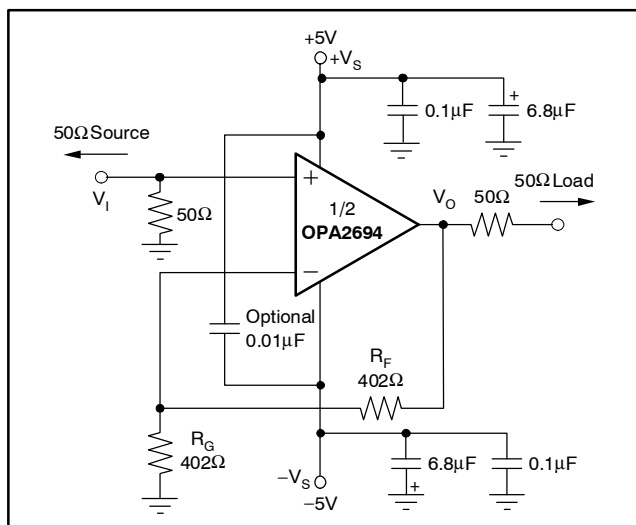 +5V
+V_S
0.1μF
+
6.8μF
50Ω Source
50Ω Load
V_I
+
V_O
50Ω
1/2
50Ω
OPA2694
−
Optional
0.01μF
R_F
402Ω
R_G
402Ω
6.8μF
0.1μF
−V_S
+
−5V